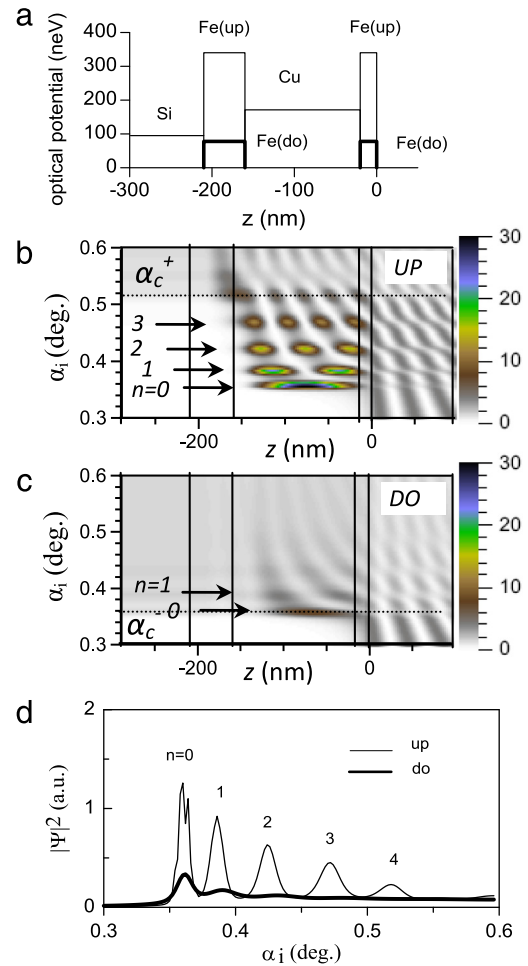 a
Fe(up) Fe(up)
400
300
200
100
0
optical potential (neV)
Si
Cu
Fe(do)
Fe(do)
-300 -200 -100 0
z (nm)
b
0.6
0.5
0.4
0.3
αi (deg.)
αc+
UP
3
2
1
n=0
-200 0
z (nm)
30
20
10
0
c
0.6
0.5
0.4
0.3
αi (deg.)
DO
n=1
αc- 0
-200 0
z (nm)
30
20
10
0
d
2
1
0
|Ψ|2 (a.u.)
n=0
1
2
3
4
up
do
0.3 0.4 0.5 0.6
αi (deg.)